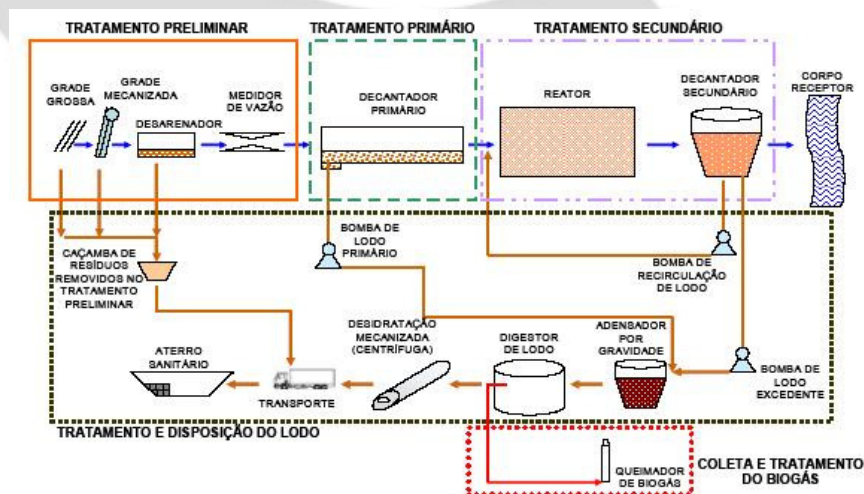 TRATAMENTO PRELIMINAR
TRATAMENTO PRIMÁRIO
TRATAMENTO SECUNDÁRIO
GRADE
GROSSA
GRADE
MECANIZADA
DESARENADOR
MEDIDOR
DE VAZÃO
DECANTADOR
PRIMÁRIO
REATOR
DECANTADOR
SECUNDÁRIO
CORPO
RECEPTOR
CAÇAMBA DE
RESÍDUOS
REMOVIDOS NO
TRATAMENTO
PRELIMINAR
BOMBA DE
LODO
PRIMÁRIO
BOMBA DE
RECIRCULAÇÃO
DE LODO
ATERRO
SANITÁRIO
TRANSPORTE
DESIDRATAÇÃO
MECANIZADA
(CENTRÍFUGA)
DIGESTOR
DE LODO
ADENSADOR
POR
GRAVIDADE
BOMBA DE
LODO
EXCEDENTE
TRATAMENTO E DISPOSIÇÃO DO LODO
QUEIMADOR
DE BIOGÁS
COLETA E TRATAMENTO
DO BIOGÁS